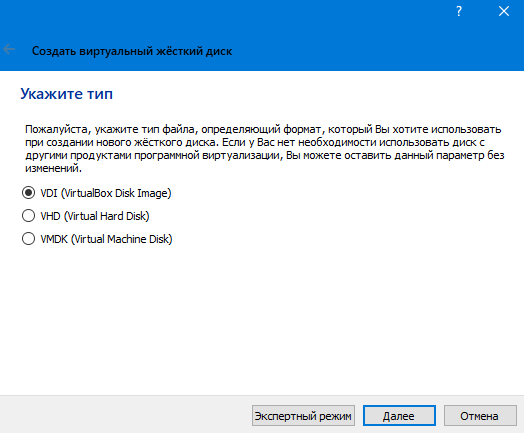 ?
Создать виртуальный жёсткий диск
Укажите тип
Пожалуйста, укажите тип файла, определяющий формат, который Вы хотите использовать
при создании нового жёсткого диска. Если у Вас нет необходимости использовать диск с
другими продуктами программной виртуализации, Вы можете оставить данный параметр без
изменений.
VDI (VirtualBox Disk Image)
VHD (Virtual Hard Disk)
VMDK (Virtual Machine Disk)
Экспертный режим Далее Отмена